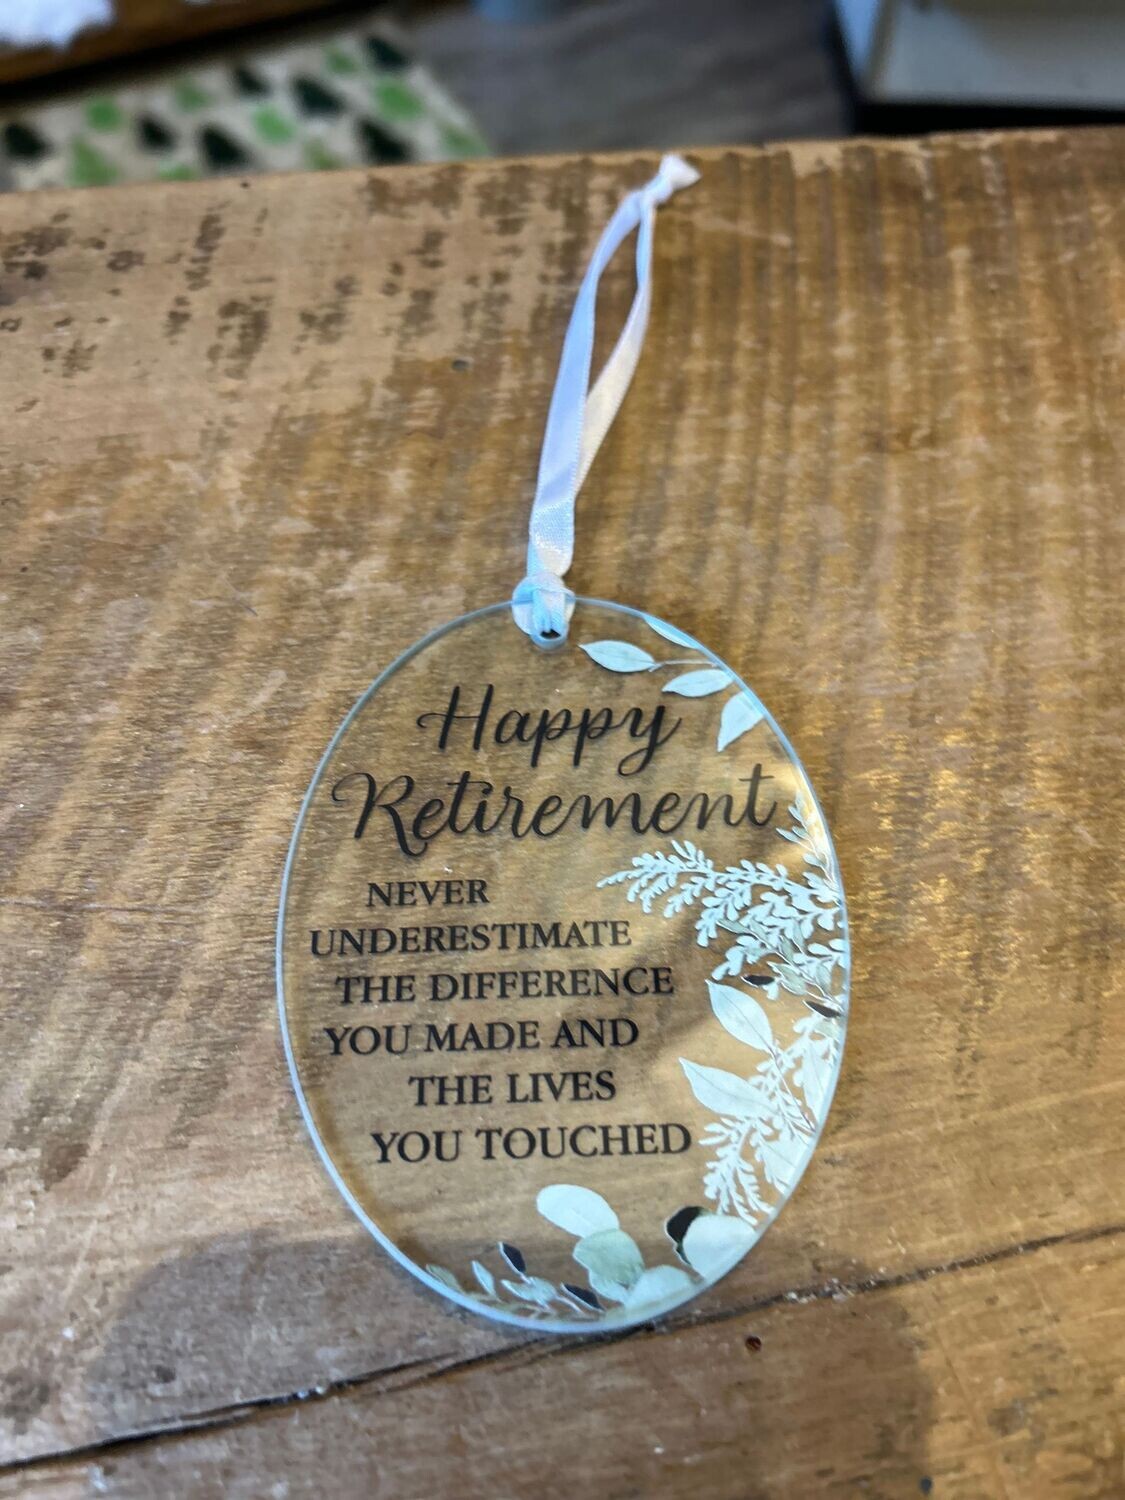 Happy
Retirement
NEVER
UNDERESTIMATE
THE DIFFERENCE
YOU MADE AND
THE LIVES
YOU TOUCHED